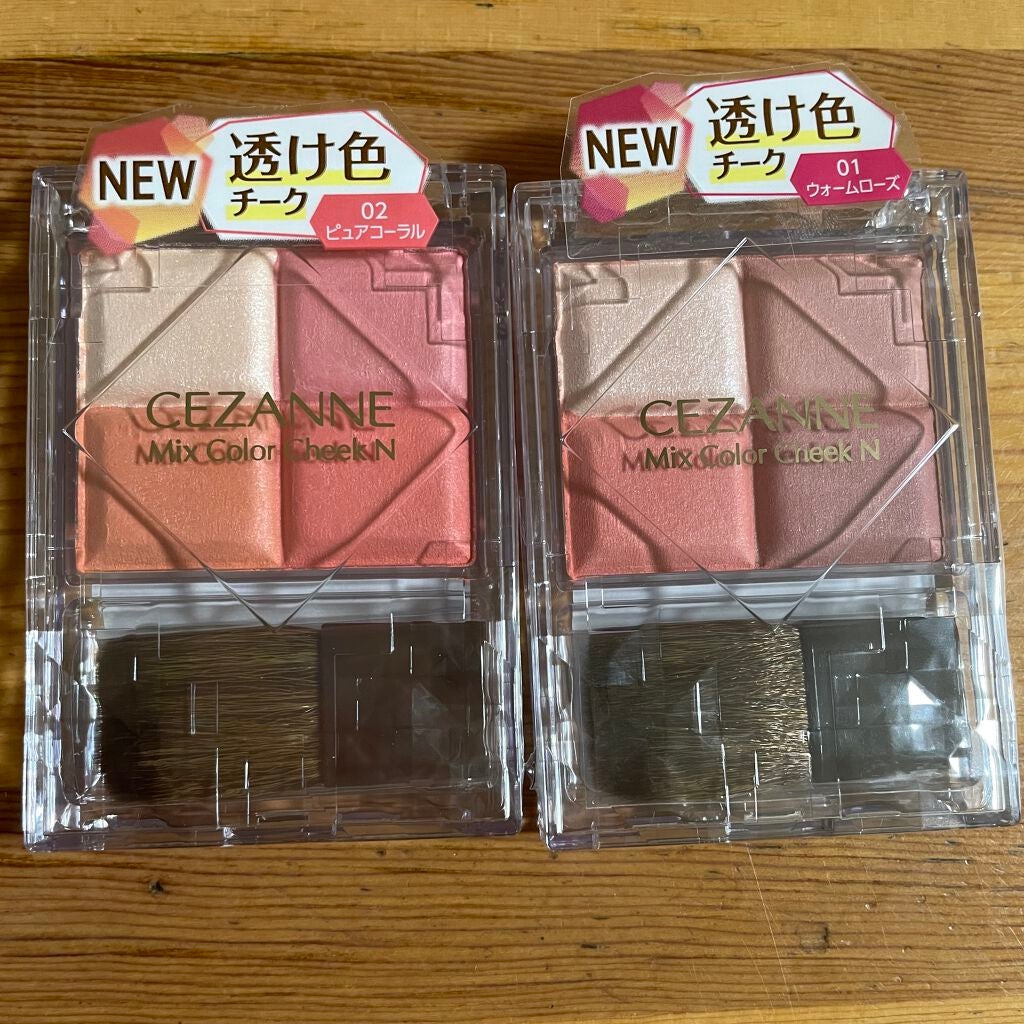 NEW
透け色
チーク
02
ピュアコーラル
CEZANNE
Mix Color Cheek N
NEW
透け色
チーク
01
ウォームローズ
CEZANNE
Mix Color Cheek N